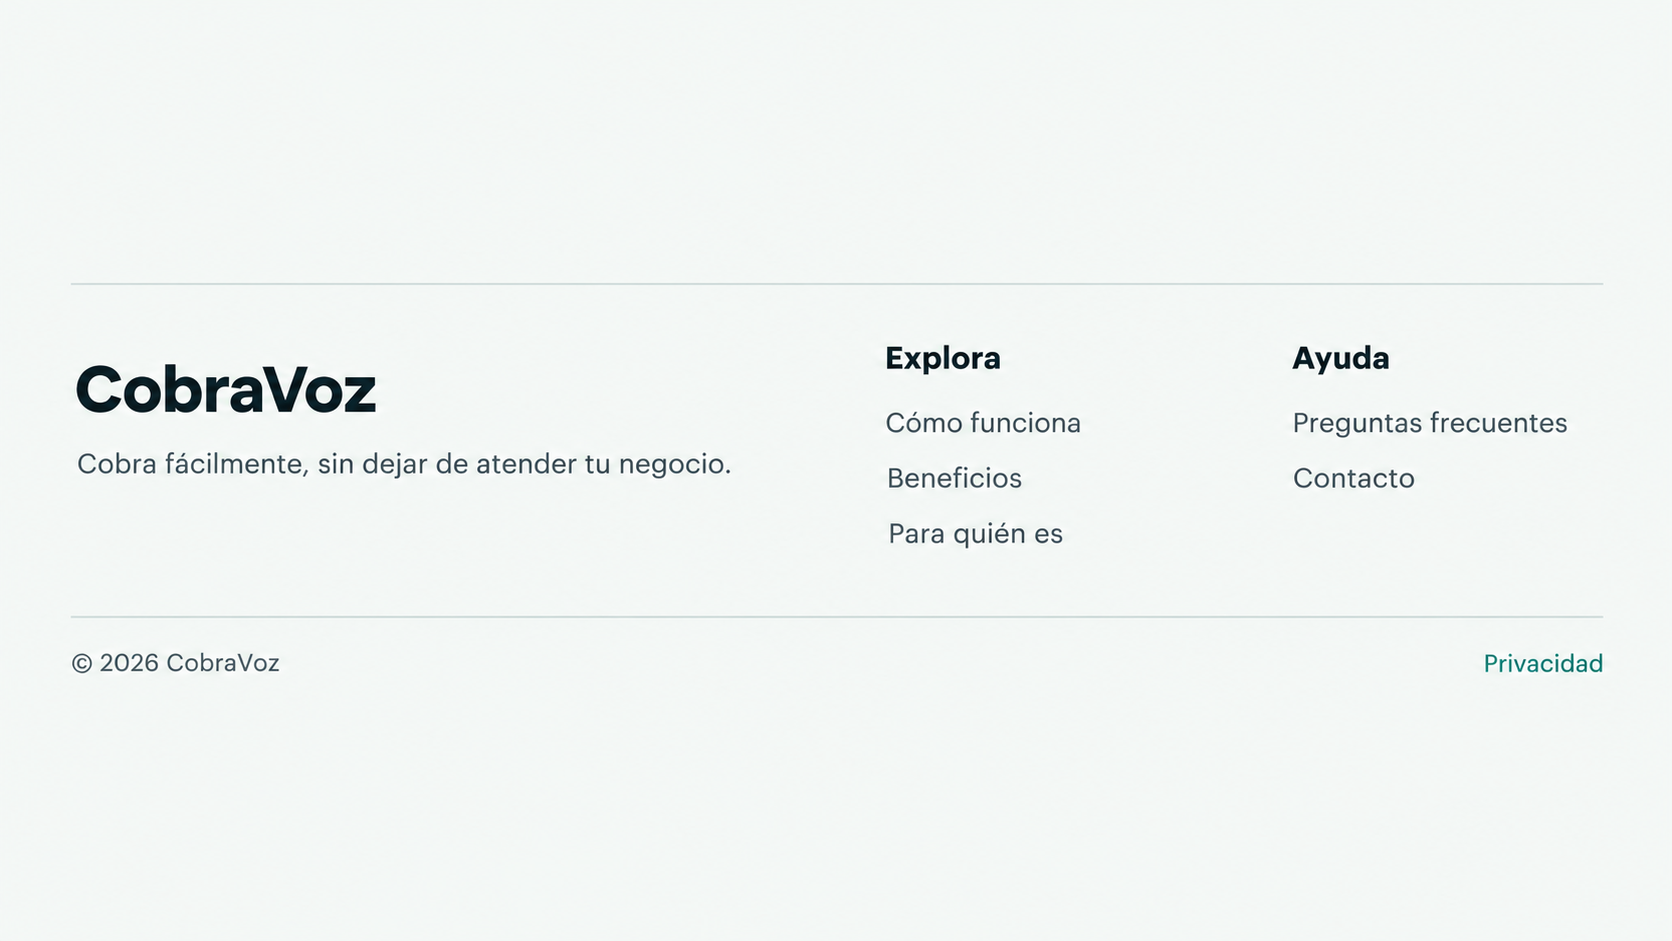 CobraVoz
Cobra fácilmente, sin dejar de atender tu negocio.
Explora
Cómo funciona
Beneficios
Para quién es
Ayuda
Preguntas frecuentes
Contacto
© 2026 CobraVoz
Privacidad